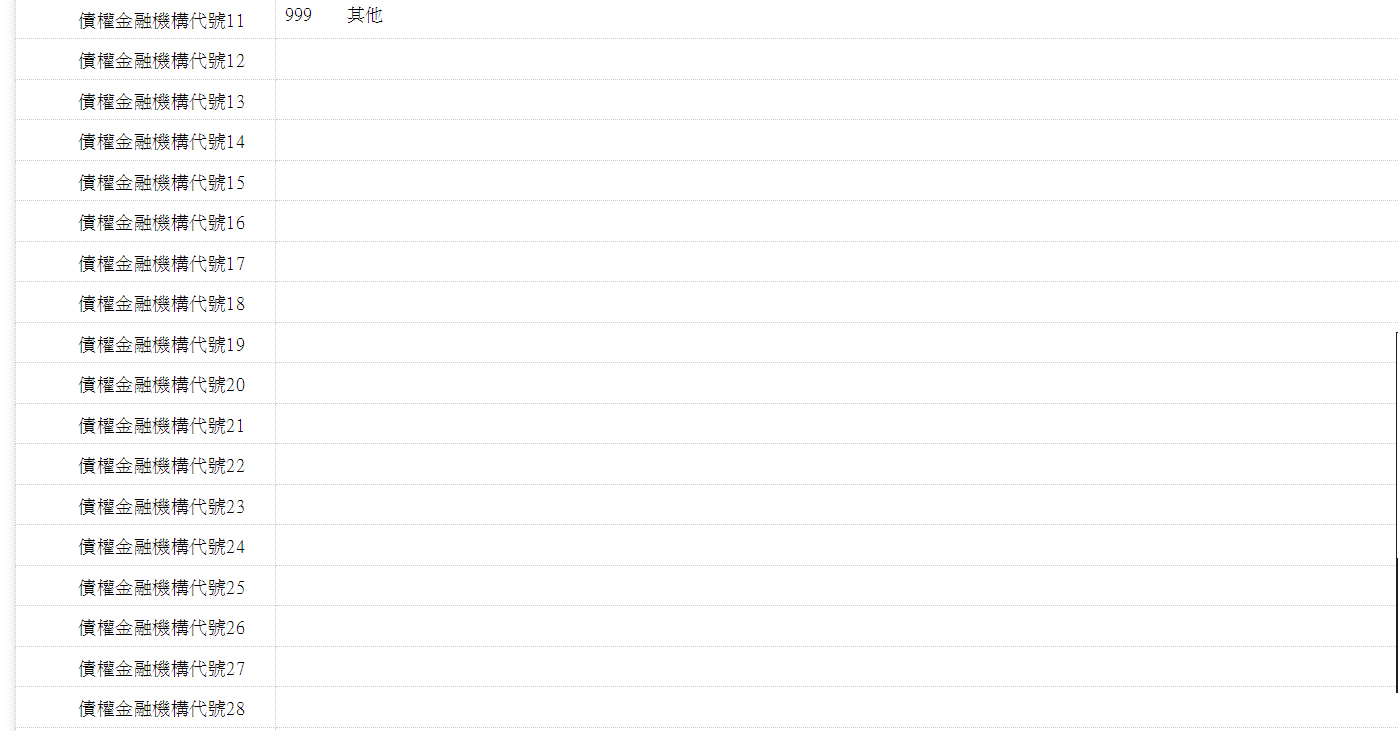 債權金融機構代號11 999 其他
債權金融機構代號12
債權金融機構代號13
債權金融機構代號14
債權金融機構代號15
債權金融機構代號16
債權金融機構代號17
債權金融機構代號18
債權金融機構代號19
債權金融機構代號20
債權金融機構代號21
債權金融機構代號22
債權金融機構代號23
債權金融機構代號24
債權金融機構代號25
債權金融機構代號26
債權金融機構代號27
債權金融機構代號28